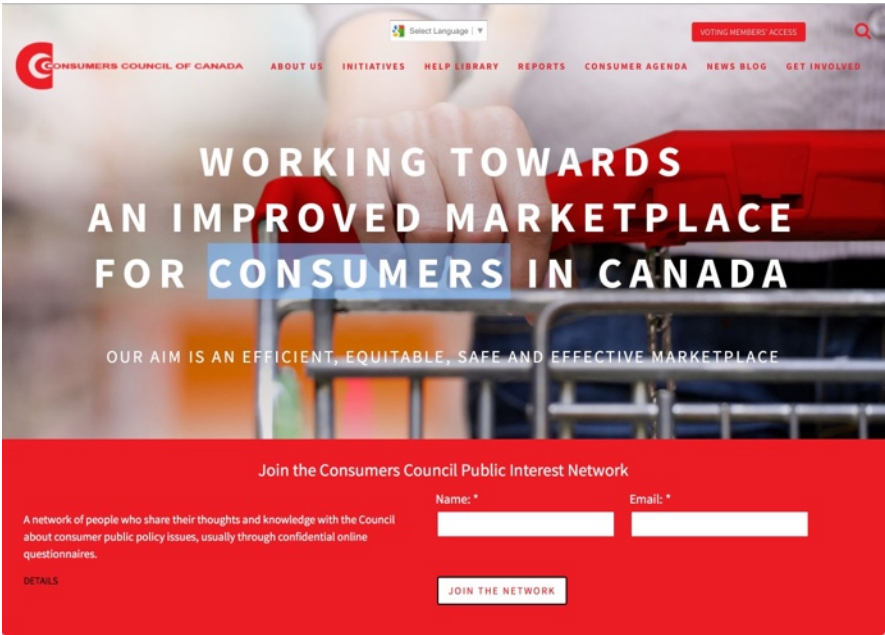 Select Language ▼
VOTING MEMBERS' ACCESS
CONSUMERS COUNCIL OF CANADA
ABOUT US INITIATIVES HELP LIBRARY REPORTS CONSUMER AGENDA NEWS BLOG GET INVOLVED
WORKING TOWARDS
AN IMPROVED MARKETPLACE
FOR CONSUMERS IN CANADA
OUR AIM IS AN EFFICIENT, EQUITABLE, SAFE AND EFFECTIVE MARKETPLACE
Join the Consumers Council Public Interest Network
A network of people who share their thoughts and knowledge with the Council
about consumer public policy issues, usually through confidential online
questionnaires.
DETAILS
Name: *
Email: *
JOIN THE NETWORK